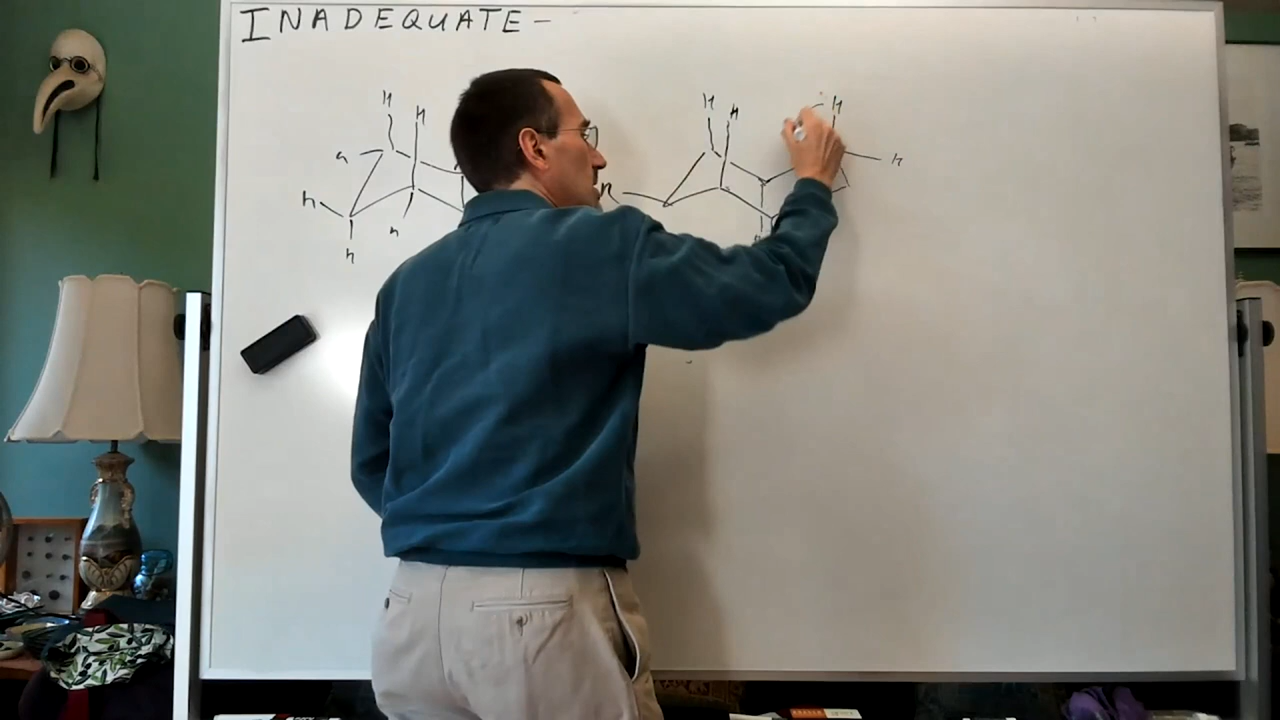 INADEQUATE -
H H H H H
h h
h R
h
h